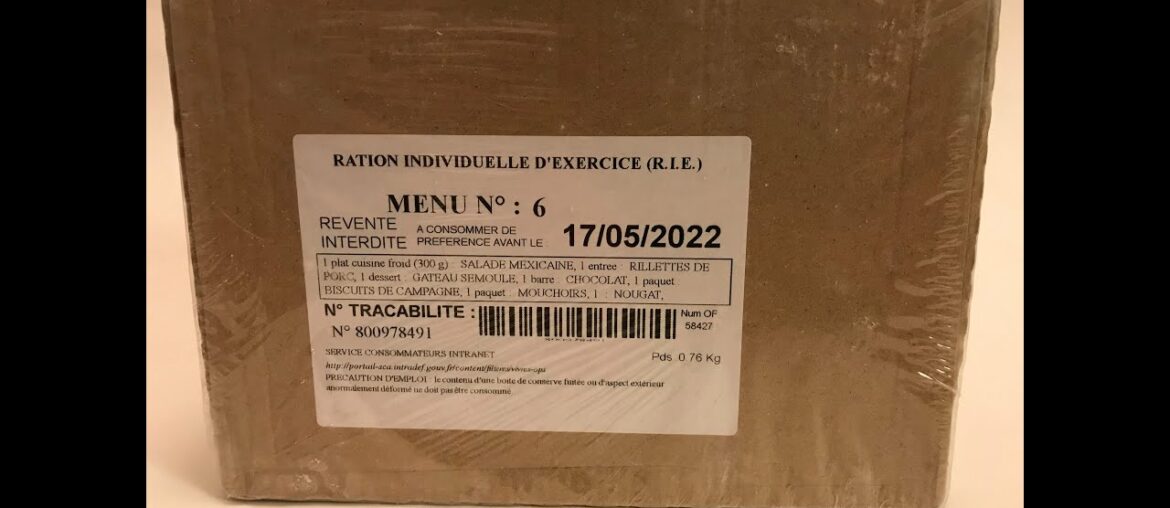 RATION INDIVIDUELLE D'EXERCICE (R.I.E.)
MENU N° : 6
REVENTE INTERDITE
A CONSOMMER DE PREFERENCE AVANT LE : 17/05/2022
1 plat cuisine froid (300 g) : SALADE MEXICAINE, 1 entree : RILLETTES DE
PORC, 1 dessert : GATEAU SEMOULE, 1 barre : CHOCOLAT, 1 paquet :
BISCUITS DE CAMPAGNE, 1 paquet : MOUCHOIRS, 1 : NOUGAT,
N° TRACABILITE :
N° 800978491
Num OF
58427
Pds 0.76 Kg
SERVICE CONSOMMATEURS INTRANET
PRECAUTION D'EMPLOI : le contenu d'une boite de conserve fuitée ou d'aspect extérieur
anormalement déformé ne doit pas être consommé